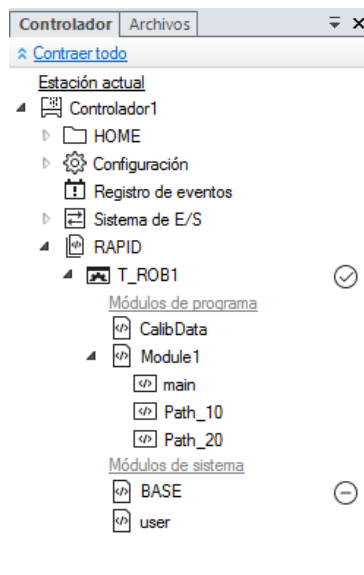 Controlador Archivos
Contraer todo
Estación actual
Controlador1
HOME
Configuración
Registro de eventos
Sistema de E/S
RAPID
T_ROB1
Módulos de programa
CalibData
Module1
main
Path_10
Path_20
Módulos de sistema
BASE
user